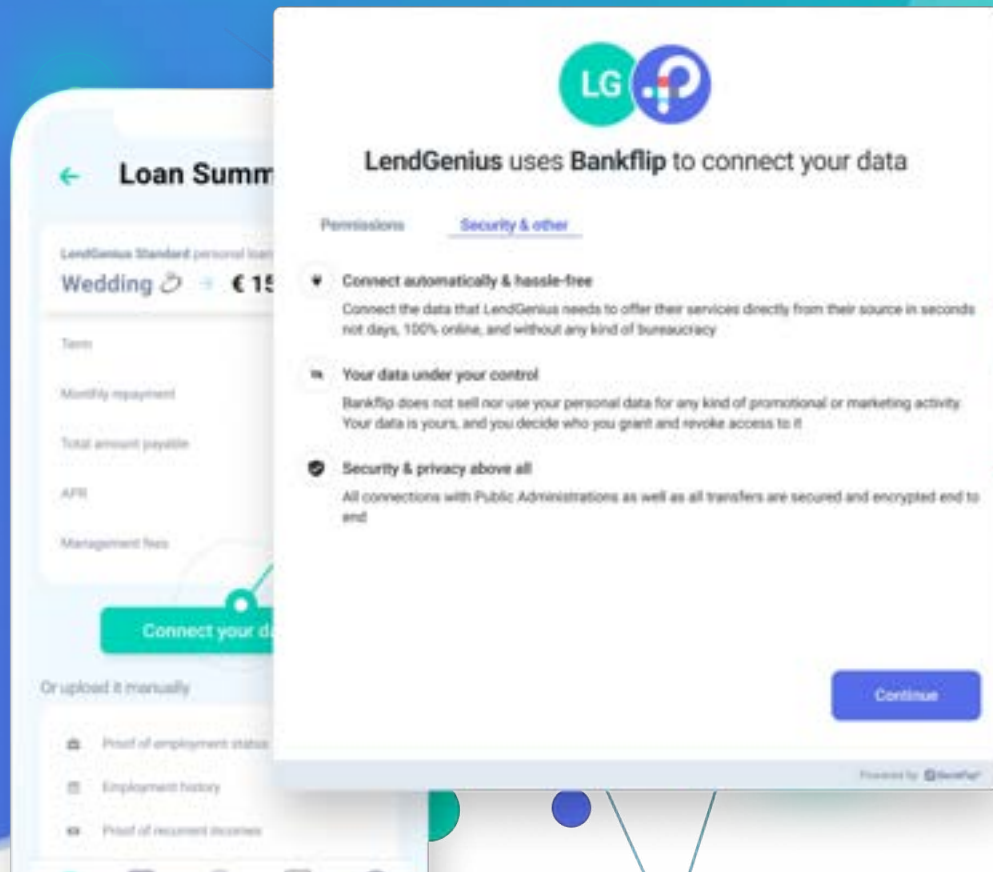 ← Loan Summ
LendGenius Standard personal loan
Wedding → € 15
Term
Monthly repayment
Total amount payable
APR
Management fees
Connect your da
Or upload it manually
Proof of employment status
Employment history
Proof of recurrent incomes
LG
LendGenius uses Bankflip to connect your data
Permissions Security & other
Connect automatically & hassle-free
Connect the data that LendGenius needs to offer their services directly from their source in seconds
not days, 100% online, and without any kind of bureaucracy
Your data under your control
Bankflip does not sell nor use your personal data for any kind of promotional or marketing activity.
Your data is yours, and you decide who you grant and revoke access to it
Security & privacy above all
All connections with Public Administrations as well as all transfers are secured and encrypted end to
end
Continue
Powered by Bankflip